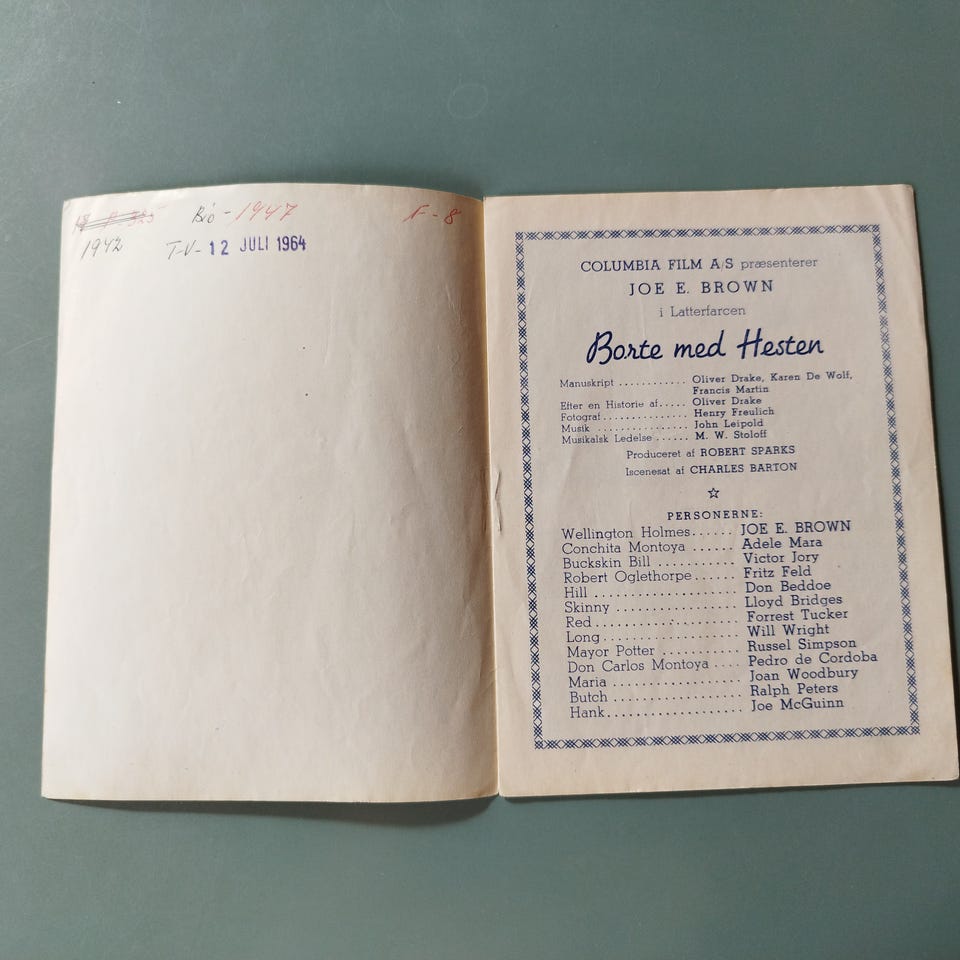 Bio - 1947 F-8
1942 T-V- 12 JULI 1964
COLUMBIA FILM A/S præsenterer
JOE E. BROWN
i Latterfarcen
Borte med Hesten
Manuskript ............ Oliver Drake, Karen De Wolf,
Francis Martin
Efter en Historie af..... Oliver Drake
Fotograf................ Henry Freulich
Musik ................. John Leipold
Musikalsk Ledelse ...... M. W. Stoloff
Produceret af ROBERT SPARKS
Iscenesat af CHARLES BARTON
PERSONERNE:
Wellington Holmes...... JOE E. BROWN
Conchita Montoya ...... Adele Mara
Buckskin Bill .......... Victor Jory
Robert Oglethorpe...... Fritz Feld
Hill .................... Don Beddoe
Skinny ................ Lloyd Bridges
Red.................... Forrest Tucker
Long................... Will Wright
Mayor Potter ........... Russel Simpson
Don Carlos Montoya .... Pedro de Cordoba
Maria .................. Joan Woodbury
Butch .................. Ralph Peters
Hank................... Joe McGuinn